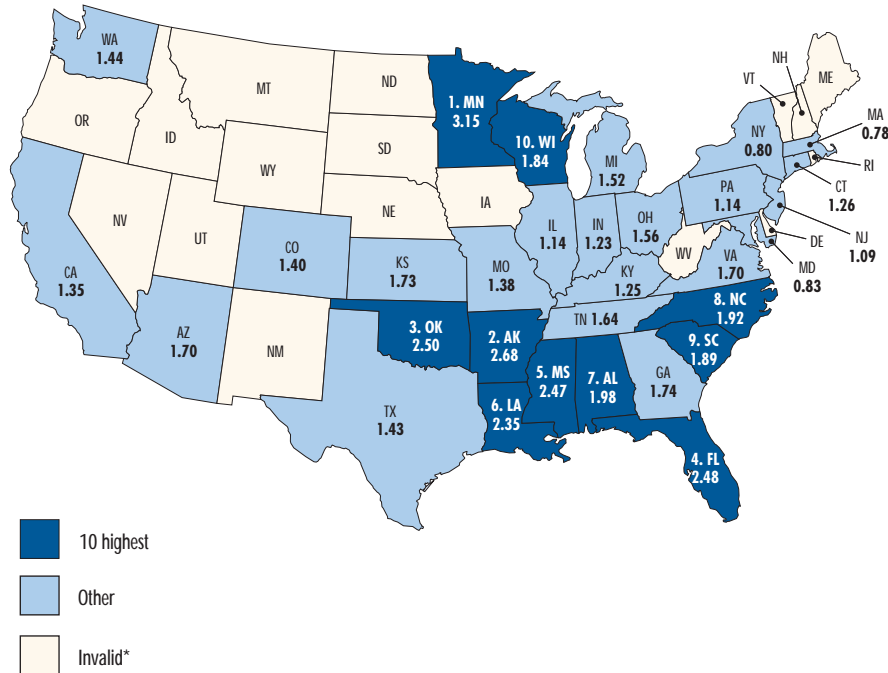 WA
1.44
OR
CA
1.35
NV
ID
MT
WY
UT
AZ
1.70
CO
1.40
NM
ND
SD
NE
KS
1.73
3. OK
2.50
TX
1.43
1. MN
3.15
IA
MO
1.38
2. AK
2.68
6. LA
2.35
10. WI
1.84
IL
1.14
MI
1.52
IN
1.23
OH
1.56
KY
1.25
TN 1.64
5. MS
2.47
7. AL
1.98
GA
1.74
4. FL
2.48
9. SC
1.89
8. NC
1.92
VA
1.70
WV
PA
1.14
NY
0.80
VT
NH
ME
MA
0.78
RI
CT
1.26
NJ
1.09
DE
MD
0.83
10 highest
Other
Invalid*